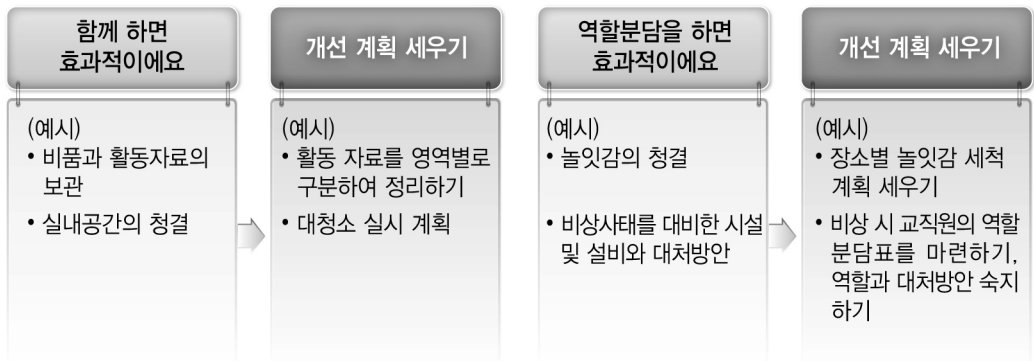 함께 하면
효과적이에요
(예시)
• 비품과 활동자료의
보관
• 실내공간의 청결
개선 계획 세우기
(예시)
• 활동 자료를 영역별로
구분하여 정리하기
• 대청소 실시 계획
역할분담을 하면
효과적이에요
(예시)
• 놀잇감의 청결
• 비상사태를 대비한 시설
및 설비와 대처방안
개선 계획 세우기
(예시)
• 장소별 놀잇감 세척
계획 세우기
• 비상 시 교직원의 역할
분담표를 마련하기,
역할과 대처방안 숙지
하기